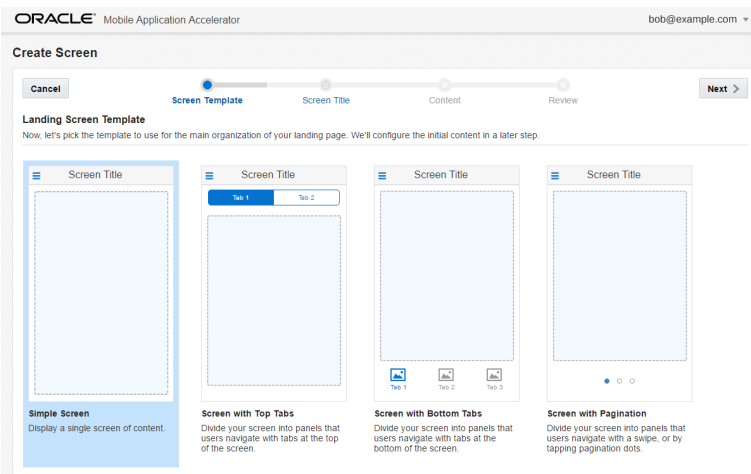 ORACLE® Mobile Application Accelerator
bob@example.com
Create Screen
Cancel
Next
Screen Template
Screen Title
Content
Review
Landing Screen Template
Now, let's pick the template to use for the main organization of your landing page. We'll configure the initial content in a later step.
Screen Title
Screen Title
Screen Title
Screen Title
Tab 1
Tab 2
Tab 1
Tab 2
Tab 3
Simple Screen
Display a single screen of content.
Screen with Top Tabs
Divide your screen into panels that
users navigate with tabs at the top
of the screen.
Screen with Bottom Tabs
Divide your screen into panels that
users navigate with tabs at the
bottom of the screen.
Screen with Pagination
Divide your screen into panels that
users navigate with a swipe, or by
tapping pagination dots.